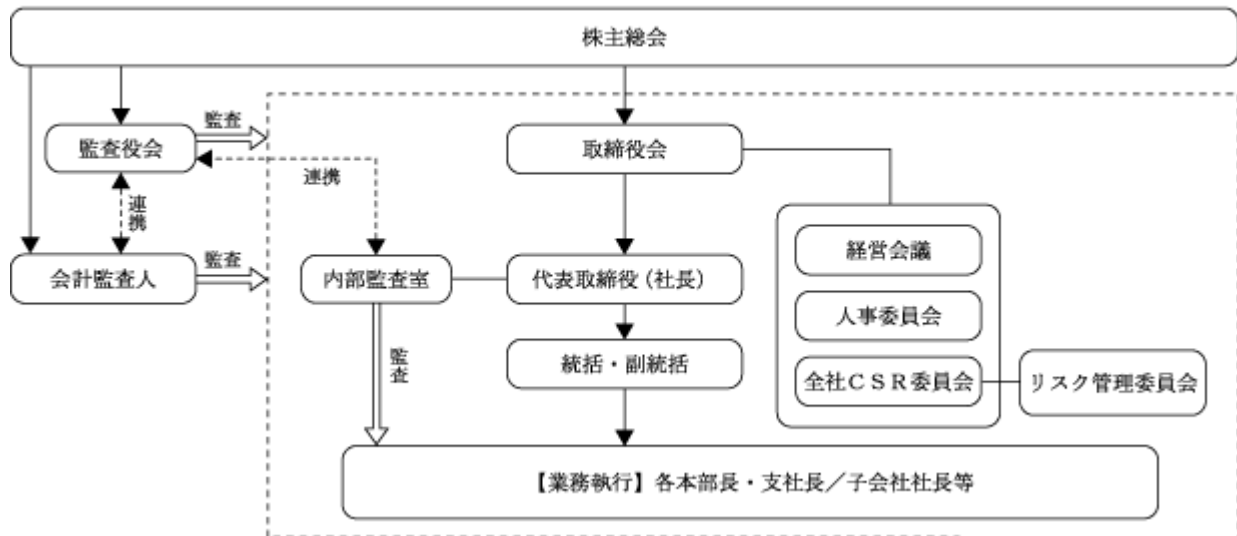 株主総会
監査
監査役会
取締役会
連携
連携
経営会議
監査
会計監査人
内部監査室
代表取締役(社長)
人事委員会
監査
統括・副統括
全社CSR委員会
リスク管理委員会
【業務執行】各本部長・支社長/子会社社長等